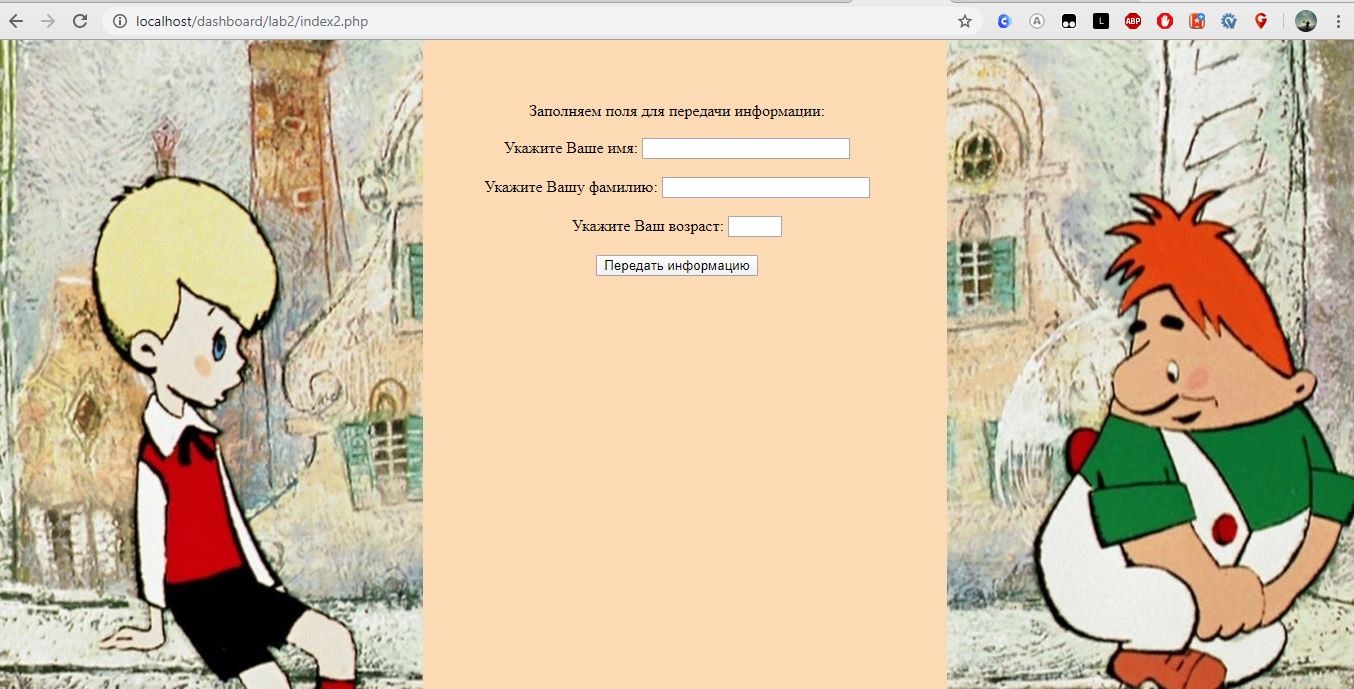 localhost/dashboard/lab2/index2.php
A
L
ABP
Заполняем поля для передачи информации:
Укажите Ваше имя:
Укажите Вашу фамилию:
Укажите Ваш возраст:
Передать информацию